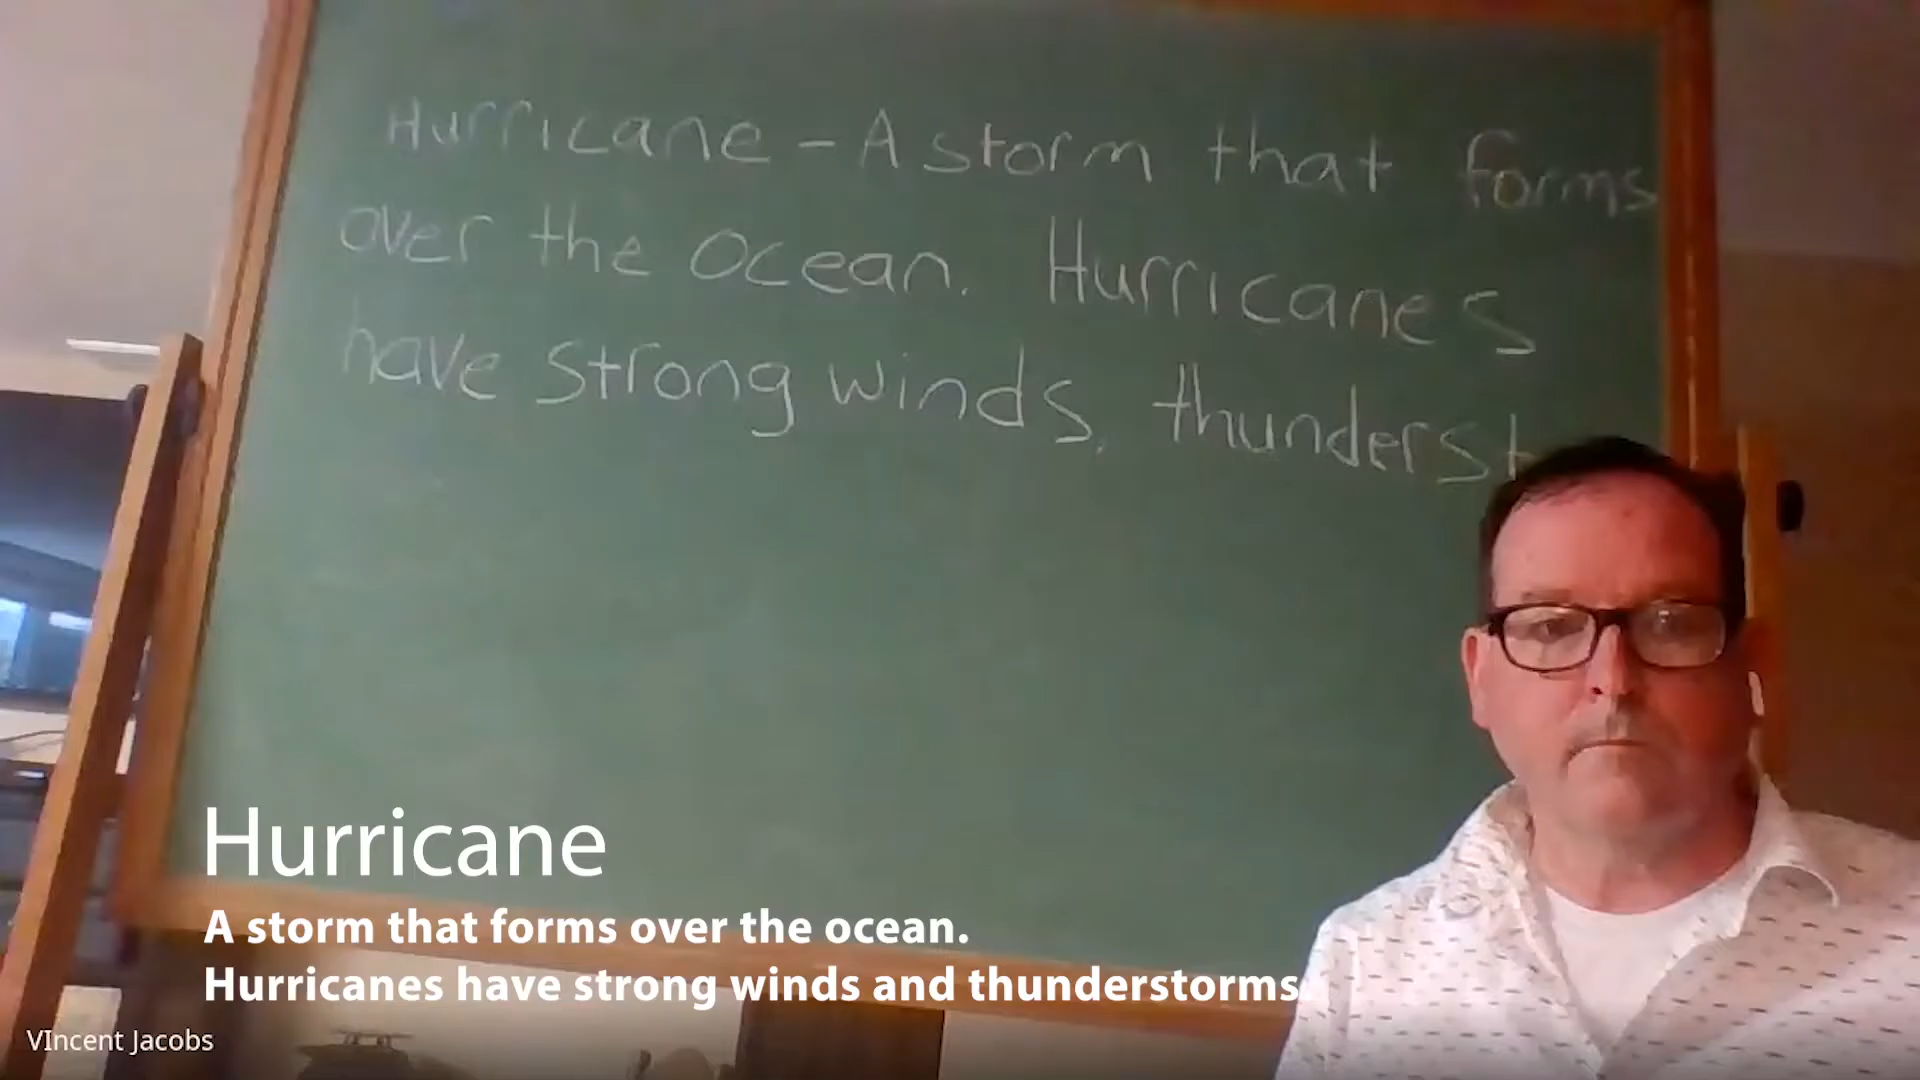 Hurricane - A storm that forms
over the ocean. Hurricanes
have strong winds, thunderst
Hurricane
A storm that forms over the ocean.
Hurricanes have strong winds and thunderstorms.
VIncent Jacobs